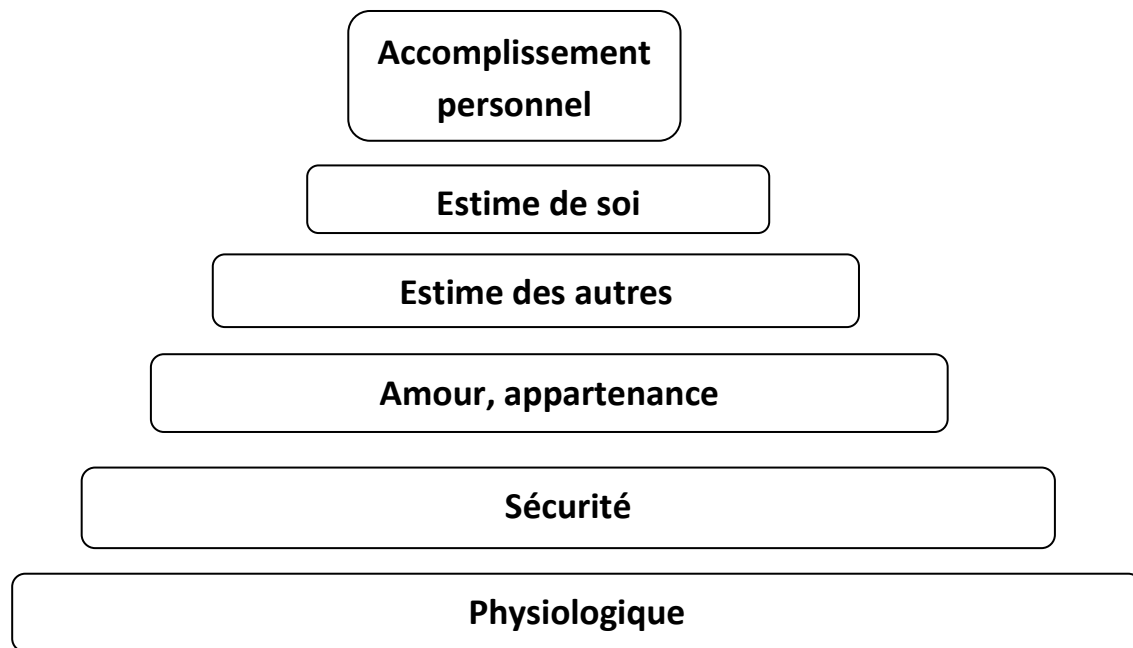 Accomplissement
personnel
Estime de soi
Estime des autres
Amour, appartenance
Sécurité
Physiologique